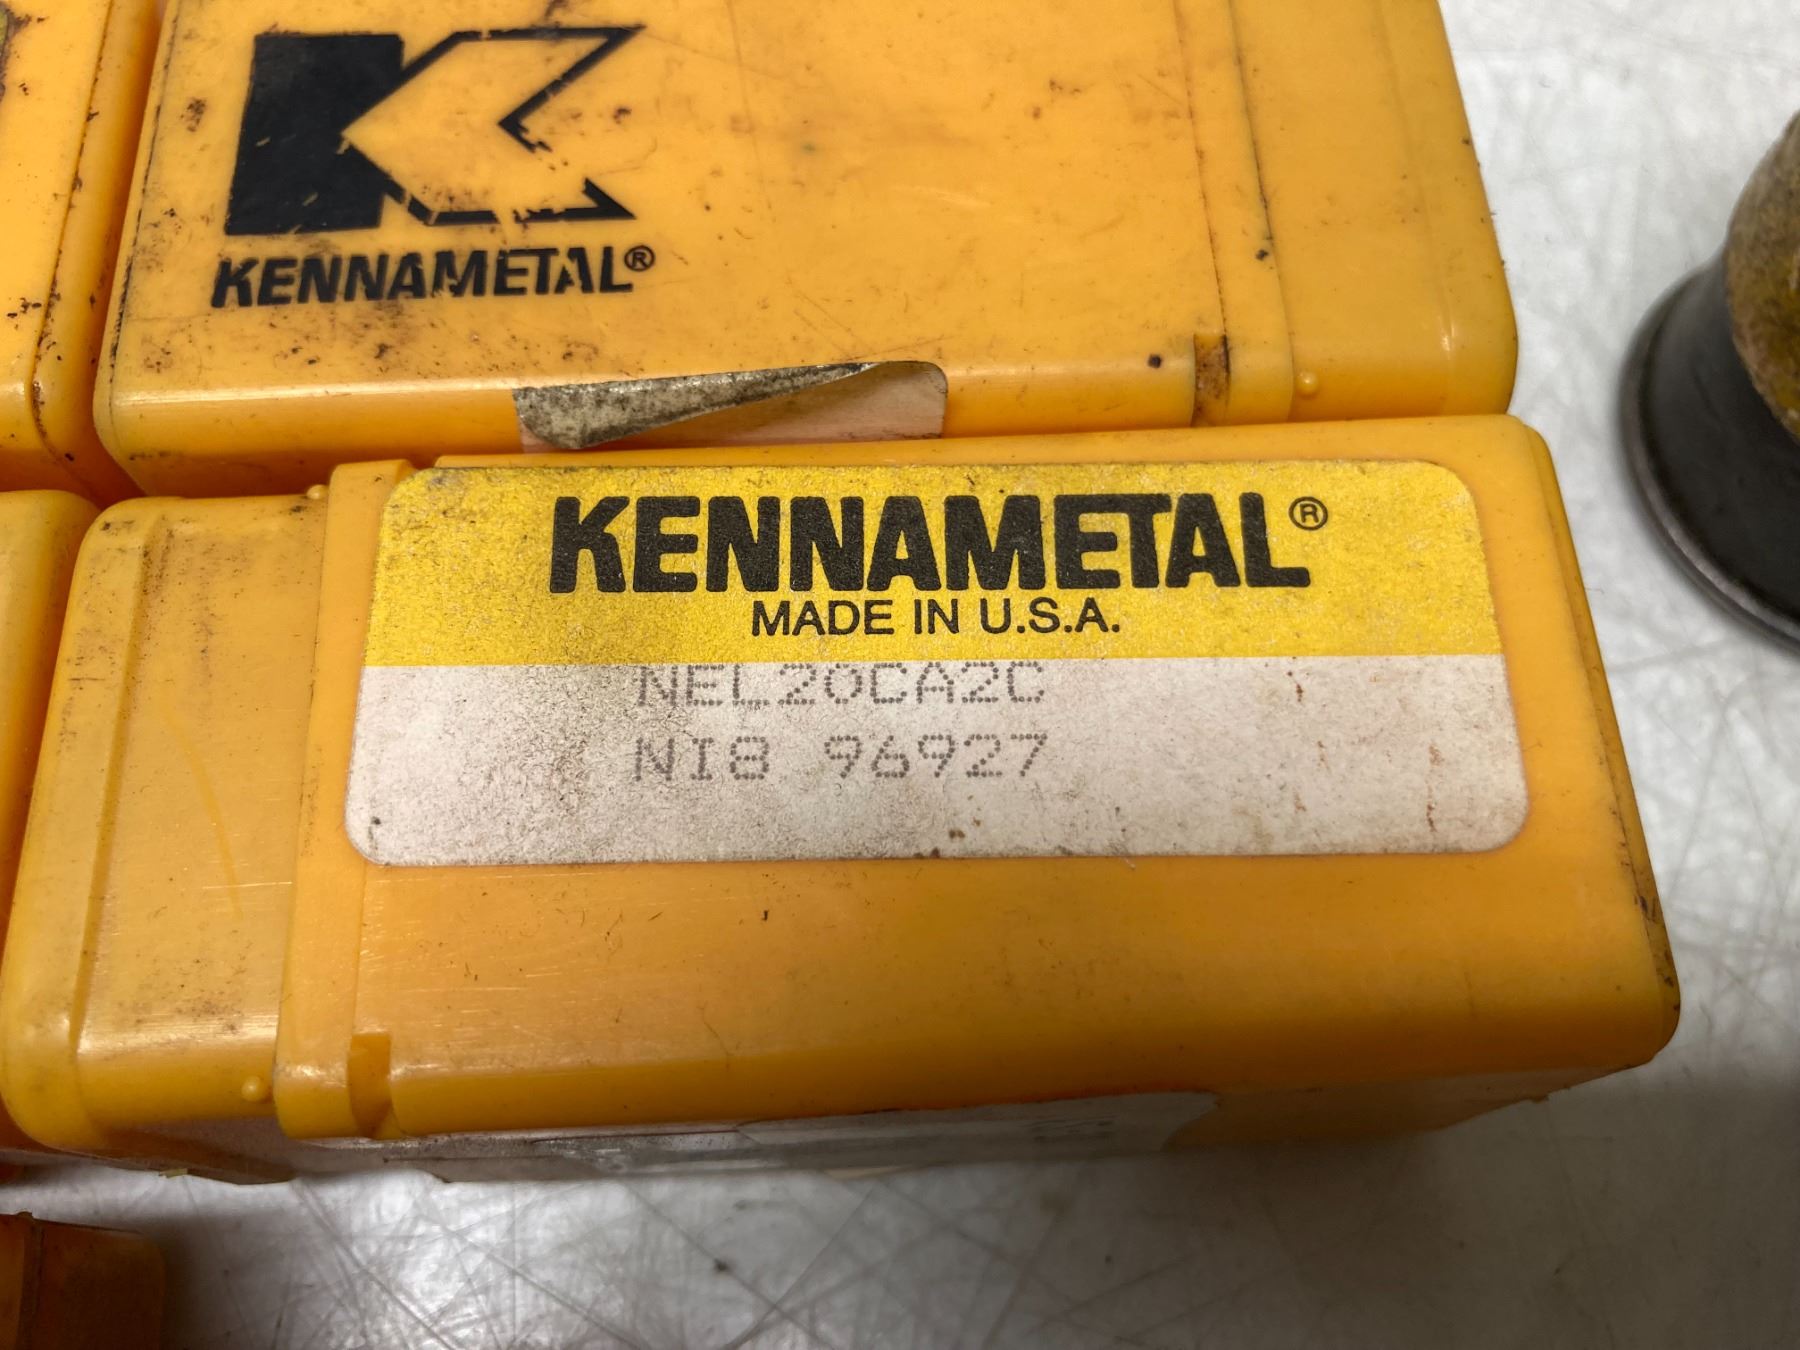 KENNAMETAL®
KENNAMETAL®
MADE IN U.S.A.
NEL20CA2C
NI8 96927